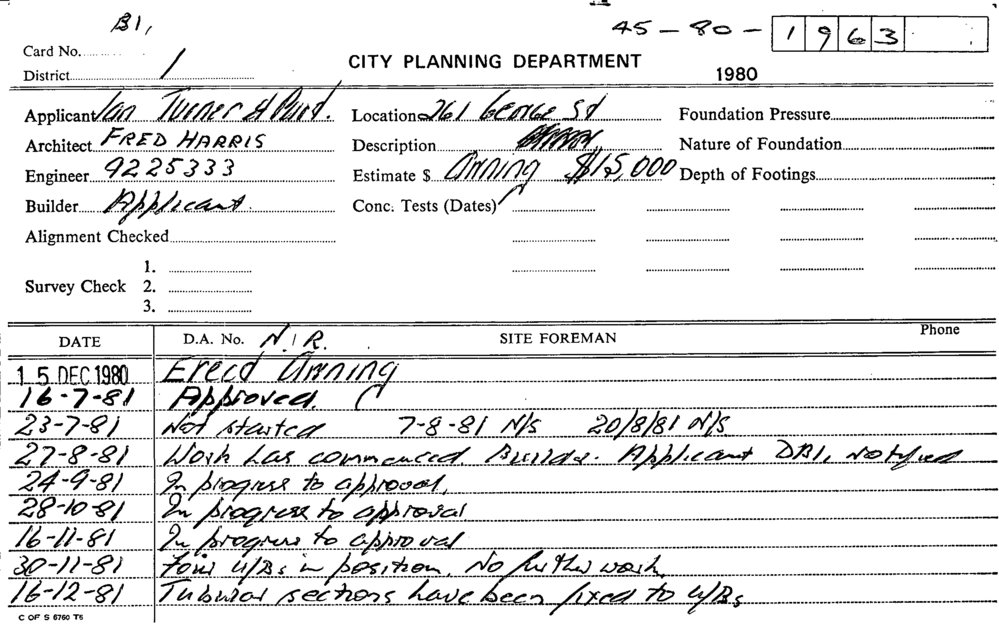 B1,
45-80-1963
Card No.
District 1
CITY PLANNING DEPARTMENT
1980
Applicant Ian Turner &
Location 261 George St
Foundation Pressure
Architect FRED HARRIS
Description
Nature of Foundation
Engineer 9225333
Estimate $ Awning $15,000
Depth of Footings
Builder Applicant.
Conc. Tests (Dates)
Alignment Checked
1.
Survey Check 2.
3.
DATE D.A. No. N.I.R. SITE FOREMAN Phone
15 DEC 1980 Erect Awning
16-7-81 Approved.
23-7-81 Not started 7-8-81 N/S 20/8/81 N/S
27-8-81 Work has commenced. Builder. Applicant DBI, notified
24-9-81 In progress to approval.
28-10-81 In progress to approval
16-11-81 In progress to approval
30-11-81 Four U/Bs in position. No further work
16-12-81 Tubular sections have been fixed to U/Bs
C OF S 6760 T6